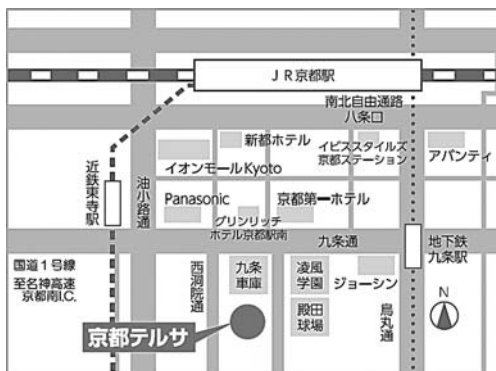 JR京都駅
南北自由通路
八条口
新都ホテル
イビススタイルズ
京都ステーション
アバンティ
イオンモールKyoto
近鉄東寺駅
油小路通
Panasonic
京都第一ホテル
グリンリッチ
ホテル京都駅南
九条通
地下鉄
九条駅
国道1号線
至名神高速
京都南I.C.
西洞院通
九条
車庫
凌風
学園
ジョーシン
殿田
球場
烏丸通
N
京都テルサ